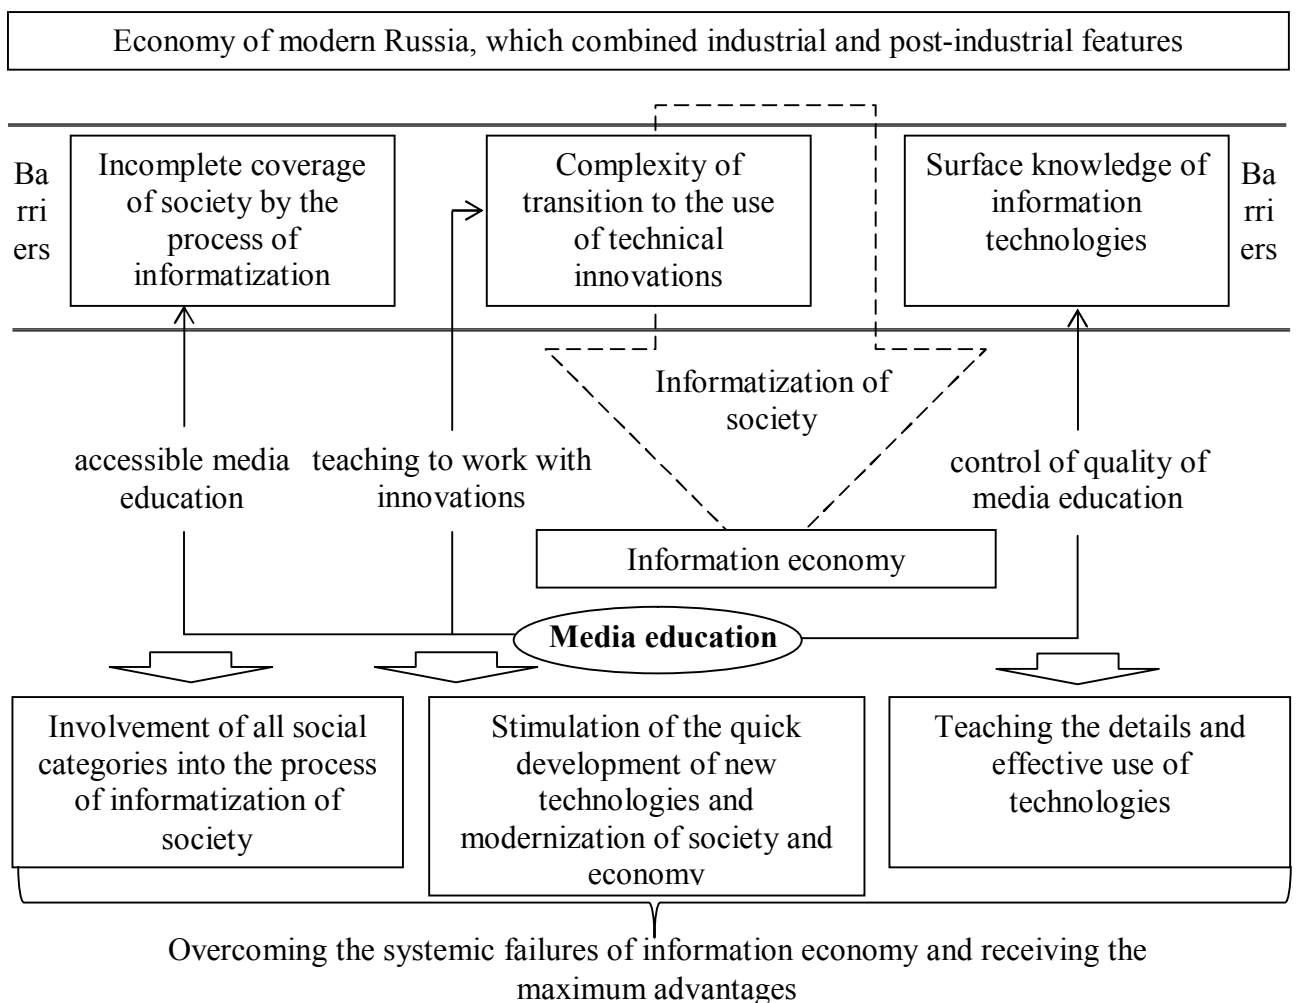 Economy of modern Russia, which combined industrial and post-industrial features
Ba
rri
ers
Incomplete coverage
of society by the
process of
informatization
Complexity of
transition to the use
of technical
innovations
Surface knowledge of
information
technologies
Ba
rri
ers
Informatization of
society
accessible media
education
teaching to work with
innovations
control of quality of
media education
Information economy
Media education
Involvement of all social
categories into the process
of informatization of
society
Stimulation of the quick
development of new
technologies and
modernization of society and
economy
Teaching the details and
effective use of
technologies
Overcoming the systemic failures of information economy and receiving the
maximum advantages